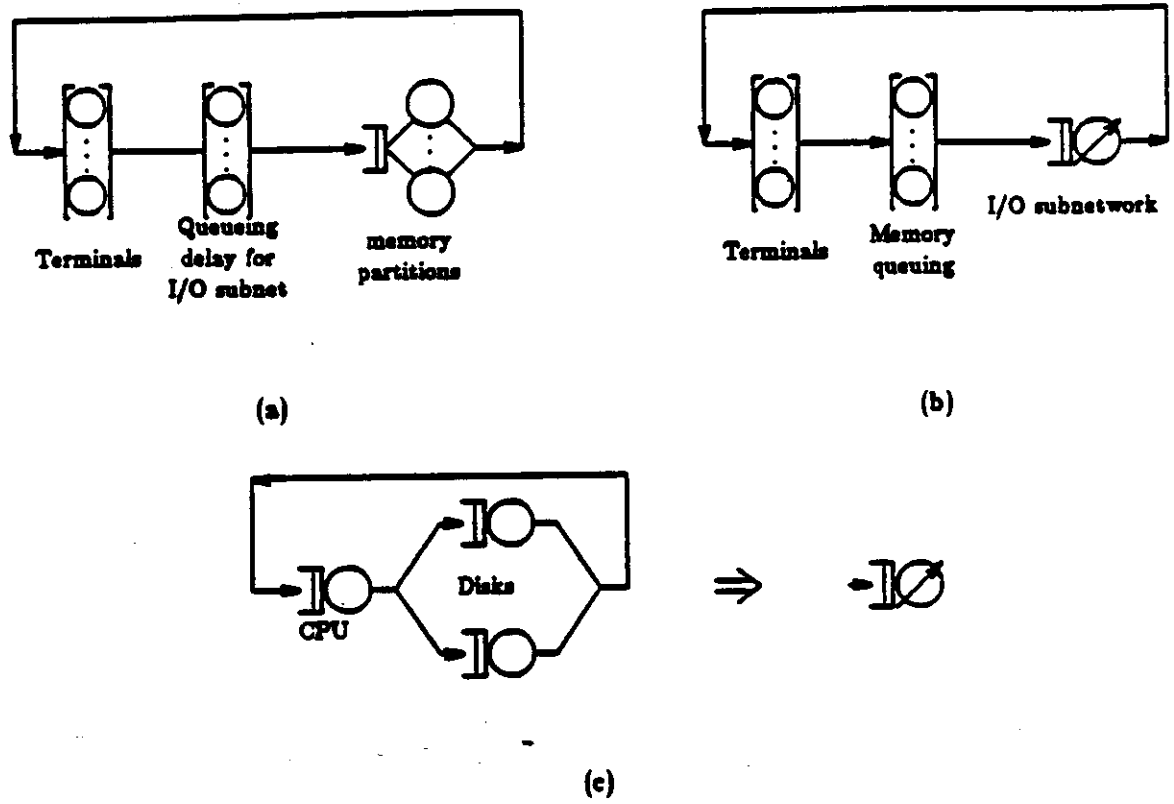 Terminals
Queueing
delay for
I/O subnet
memory
partitions
(a)
Terminals
Memory
queuing
I/O subnetwork
(b)
CPU
Disks
(c)